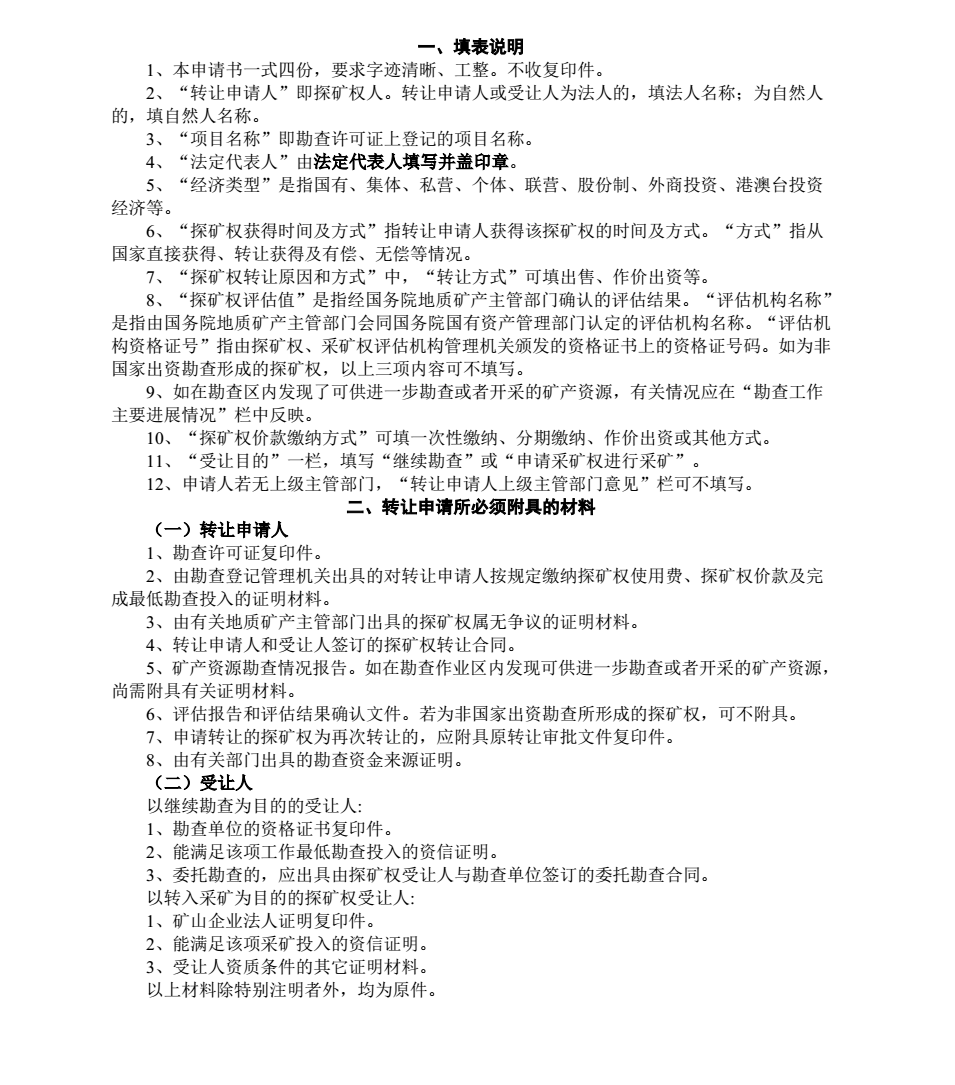 一、填表说明
1、本申请书一式四份，要求字迹清晰、工整。不收复印件。
2、“转让申请人”即探矿权人。转让申请人或受让人为法人的，填法人名称；为自然人
的，填自然人名称。
3、“项目名称”即勘查许可证上登记的项目名称。
4、“法定代表人”由法定代表人填写并盖印章。
5、“经济类型”是指国有、集体、私营、个体、联营、股份制、外商投资、港澳台投资
经济等。
6、“探矿权获得时间及方式”指转让申请人获得该探矿权的时间及方式。“方式”指从
国家直接获得、转让获得及有偿、无偿等情况。
7、“探矿权转让原因和方式”中，“转让方式”可填出售、作价出资等。
8、“探矿权评估值”是指经国务院地质矿产主管部门确认的评估结果。“评估机构名称”
是指由国务院地质矿产主管部门会同国务院国有资产管理部门认定的评估机构名称。“评估机
构资格证号”指由探矿权、采矿权评估机构管理机关颁发的资格证书上的资格证号码。如为非
国家出资勘查形成的探矿权，以上三项内容可不填写。
9、如在勘查区内发现了可供进一步勘查或者开采的矿产资源，有关情况应在“勘查工作
主要进展情况”栏中反映。
10、“探矿权价款缴纳方式”可填一次性缴纳、分期缴纳、作价出资或其他方式。
11、“受让目的”一栏，填写“继续勘查”或“申请采矿权进行采矿”。
12、申请人若无上级主管部门，“转让申请人上级主管部门意见”栏可不填写。
二、转让申请所必须附具的材料
（一）转让申请人
1、勘查许可证复印件。
2、由勘查登记管理机关出具的对转让申请人按规定缴纳探矿权使用费、探矿权价款及完
成最低勘查投入的证明材料。
3、由有关地质矿产主管部门出具的探矿权属无争议的证明材料。
4、转让申请人和受让人签订的探矿权转让合同。
5、矿产资源勘查情况报告。如在勘查作业区内发现可供进一步勘查或者开采的矿产资源，
尚需附具有关证明材料。
6、评估报告和评估结果确认文件。若为非国家出资勘查所形成的探矿权，可不附具。
7、申请转让的探矿权为再次转让的，应附具原转让审批文件复印件。
8、由有关部门出具的勘查资金来源证明。
（二）受让人
以继续勘查为目的的受让人:
1、勘查单位的资格证书复印件。
2、能满足该项工作最低勘查投入的资信证明。
3、委托勘查的，应出具由探矿权受让人与勘查单位签订的委托勘查合同。
以转入采矿为目的的探矿权受让人:
1、矿山企业法人证明复印件。
2、能满足该项采矿投入的资信证明。
3、受让人资质条件的其它证明材料。
以上材料除特别注明者外，均为原件。